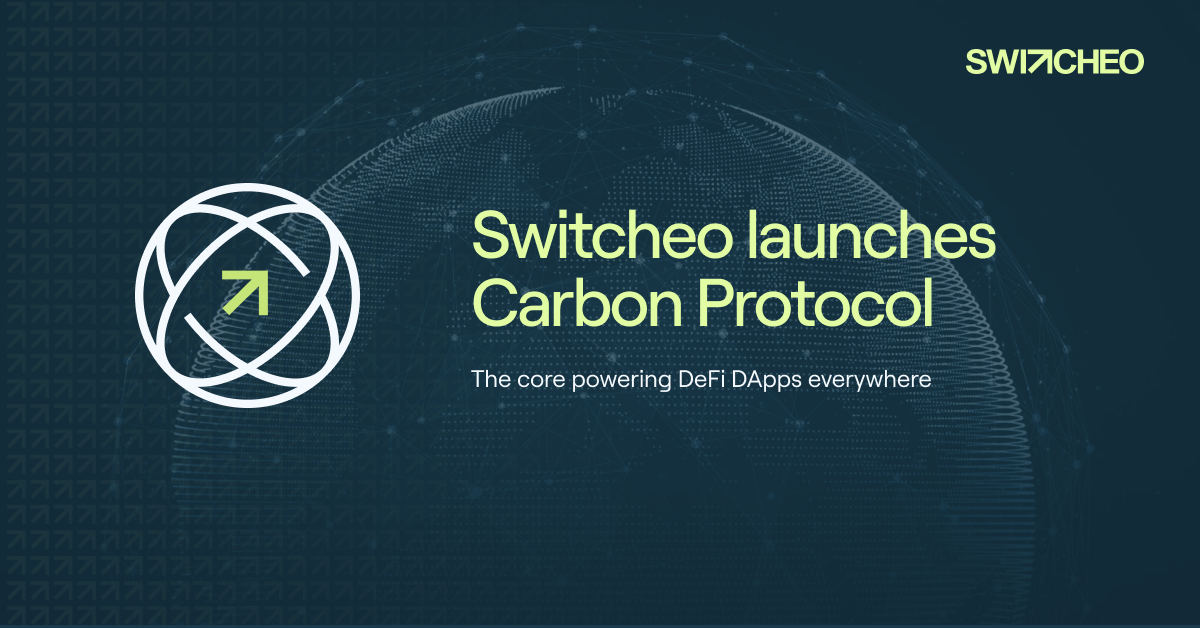 SWITCHEO
Switcheo launches
Carbon Protocol
The core powering DeFi DApps everywhere